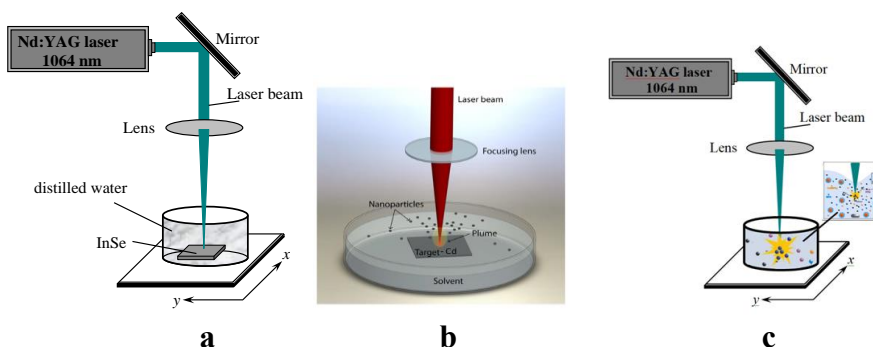 Nd:YAG laser
1064 nm
Mirror
Laser beam
Lens
distilled water
InSe
x
y
a
Laser beam
Focusing lens
Nanoparticles
Plume
Target- Cd
Solvent
b
Nd:YAG laser
1064 nm
Mirror
Laser beam
Lens
x
y
c